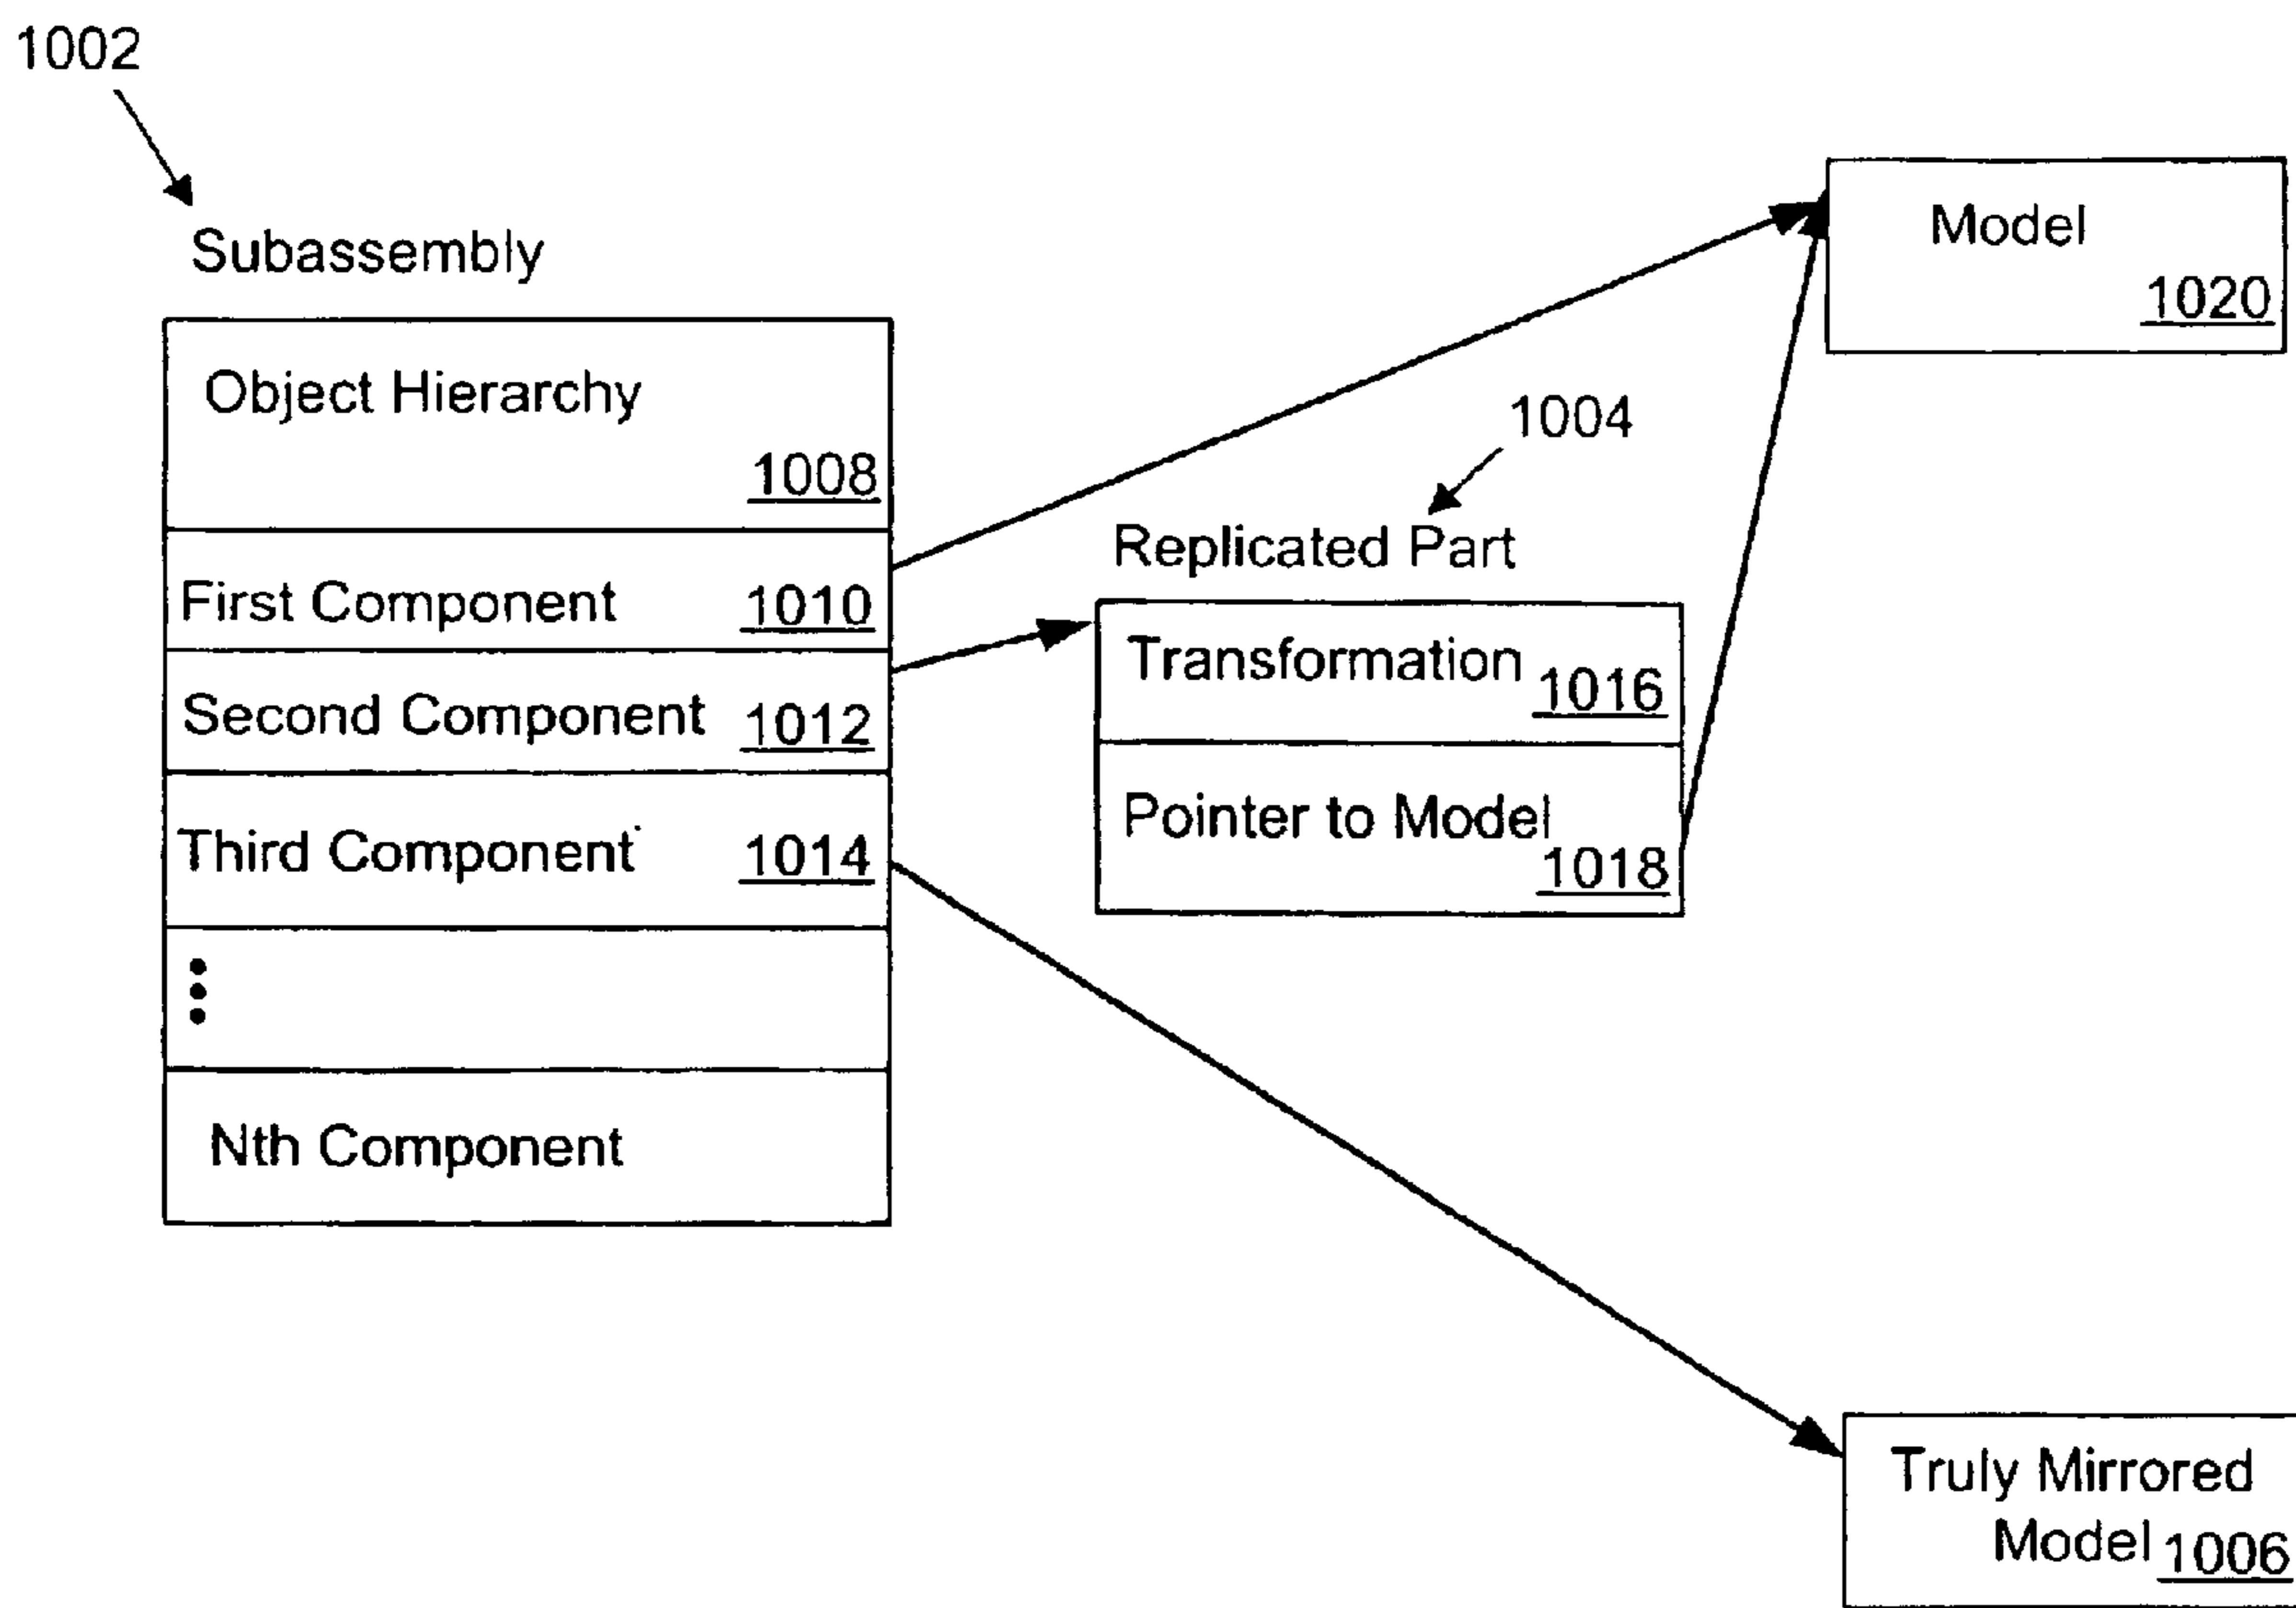 1002
Subassembly
Object Hierarchy
1008
First Component 1010
Second Component 1012
Third Component 1014
Nth Component
1004
Replicated Part
Transformation 1016
Pointer to Model
1018
Model
1020
Truly Mirrored
Model 1006